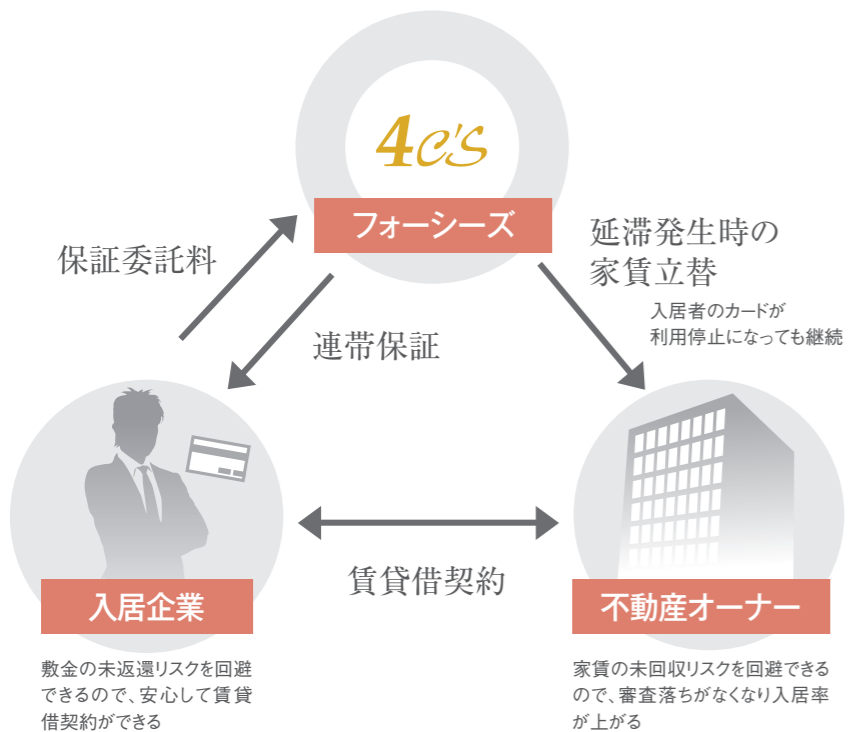 4c's
フォーシーズ
保証委託料
連帯保証
延滞発生時の
家賃立替
入居者のカードが
利用停止になっても継続
賃貸借契約
入居企業
敷金の未返還リスクを回避
できるので、安心して賃貸
借契約ができる
不動産オーナー
家賃の未回収リスクを回避できる
ので、審査落ちがなくなり入居率
が上がる